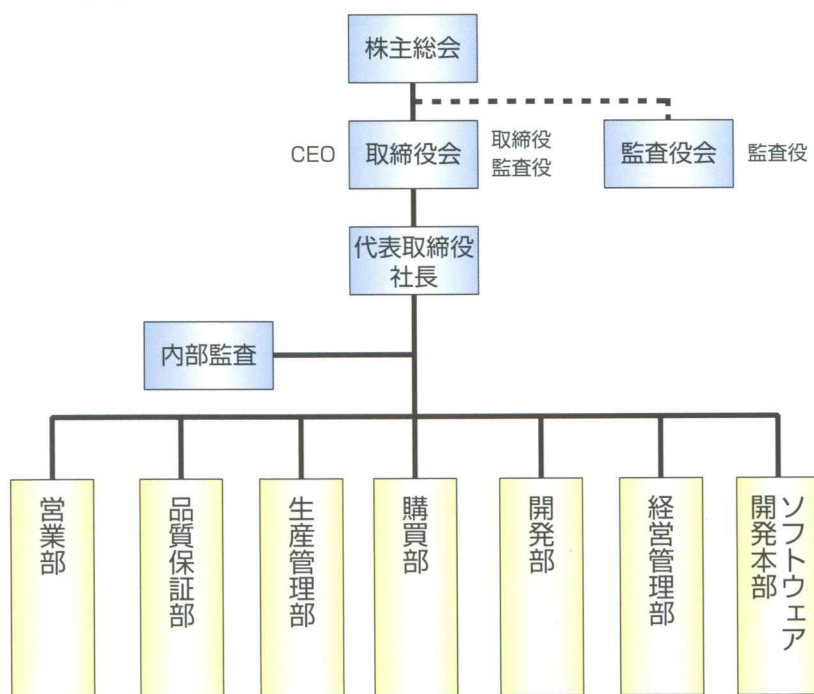 株主総会
CEO
取締役会
取締役
監査役
監査役会
監査役
代表取締役
社長
内部監査
営業部
品質保証部
生産管理部
購買部
開発部
経営管理部
ソフトウェア
開発本部